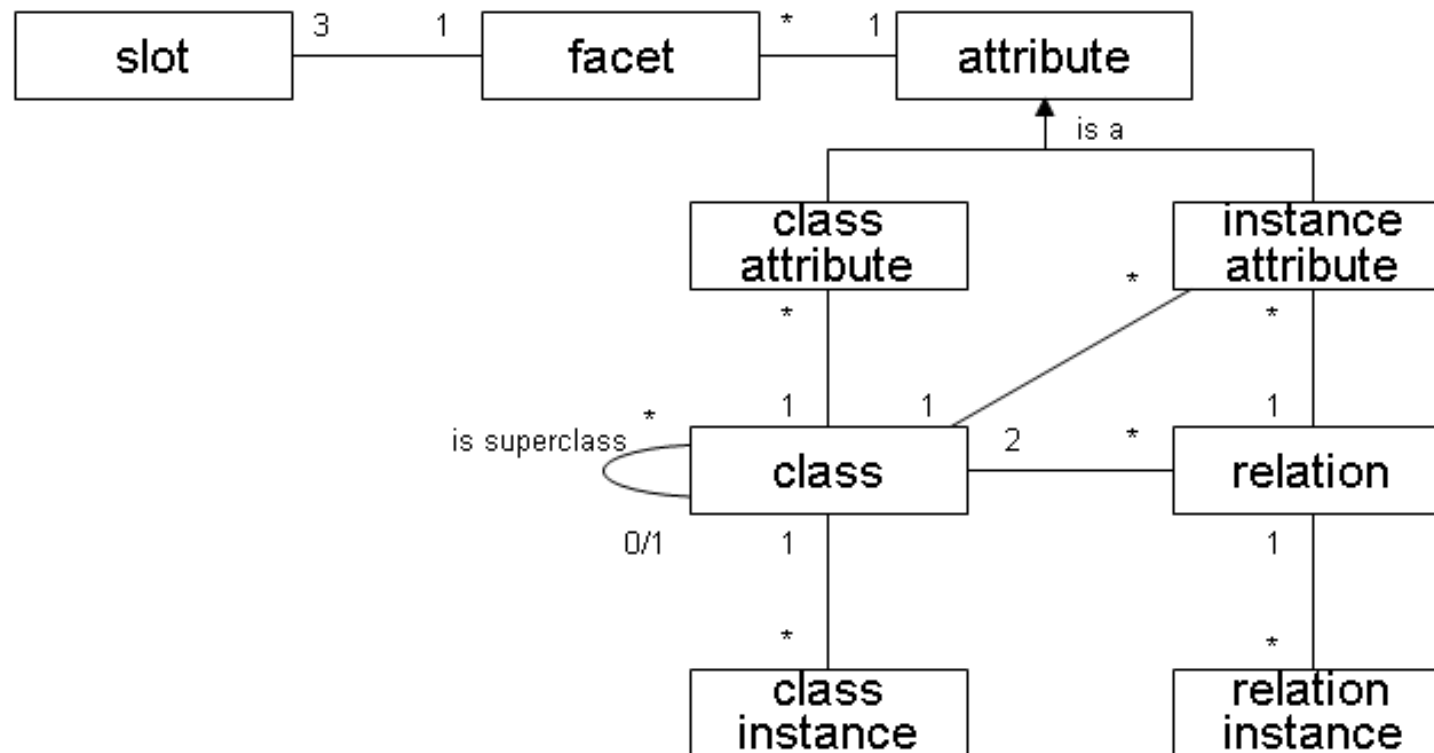 slot
3
1
facet
*
1
attribute
is a
class
attribute
instance
attribute
*
*
*
1
1
1
*
is superclass
class
2
*
relation
0/1
1
1
*
*
class
instance
relation
instance